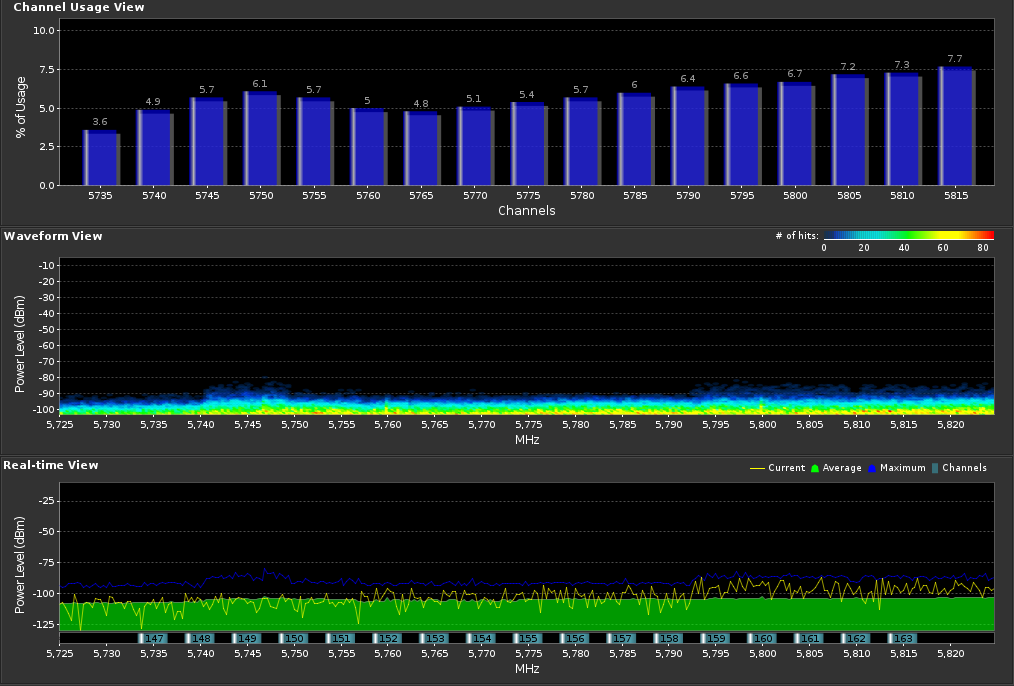 Channel Usage View
10.0
7.5
5.0
2.5
0.0
% of Usage
3.6 4.9 5.7 6.1 5.7 5 4.8 5.1 5.4 5.7 6 6.4 6.6 6.7 7.2 7.3 7.7
5735 5740 5745 5750 5755 5760 5765 5770 5775 5780 5785 5790 5795 5800 5805 5810 5815
Channels
Waveform View
# of hits:
0 20 40 60 80
-10
-20
-30
-40
-50
-60
-70
-80
-90
-100
Power Level (dBm)
5,725 5,730 5,735 5,740 5,745 5,750 5,755 5,760 5,765 5,770 5,775 5,780 5,785 5,790 5,795 5,800 5,805 5,810 5,815 5,820
MHz
Real-time View
Current Average Maximum Channels
-25
-50
-75
-100
-125
Power Level (dBm)
147 148 149 150 151 152 153 154 155 156 157 158 159 160 161 162 163
5,725 5,730 5,735 5,740 5,745 5,750 5,755 5,760 5,765 5,770 5,775 5,780 5,785 5,790 5,795 5,800 5,805 5,810 5,815 5,820
MHz